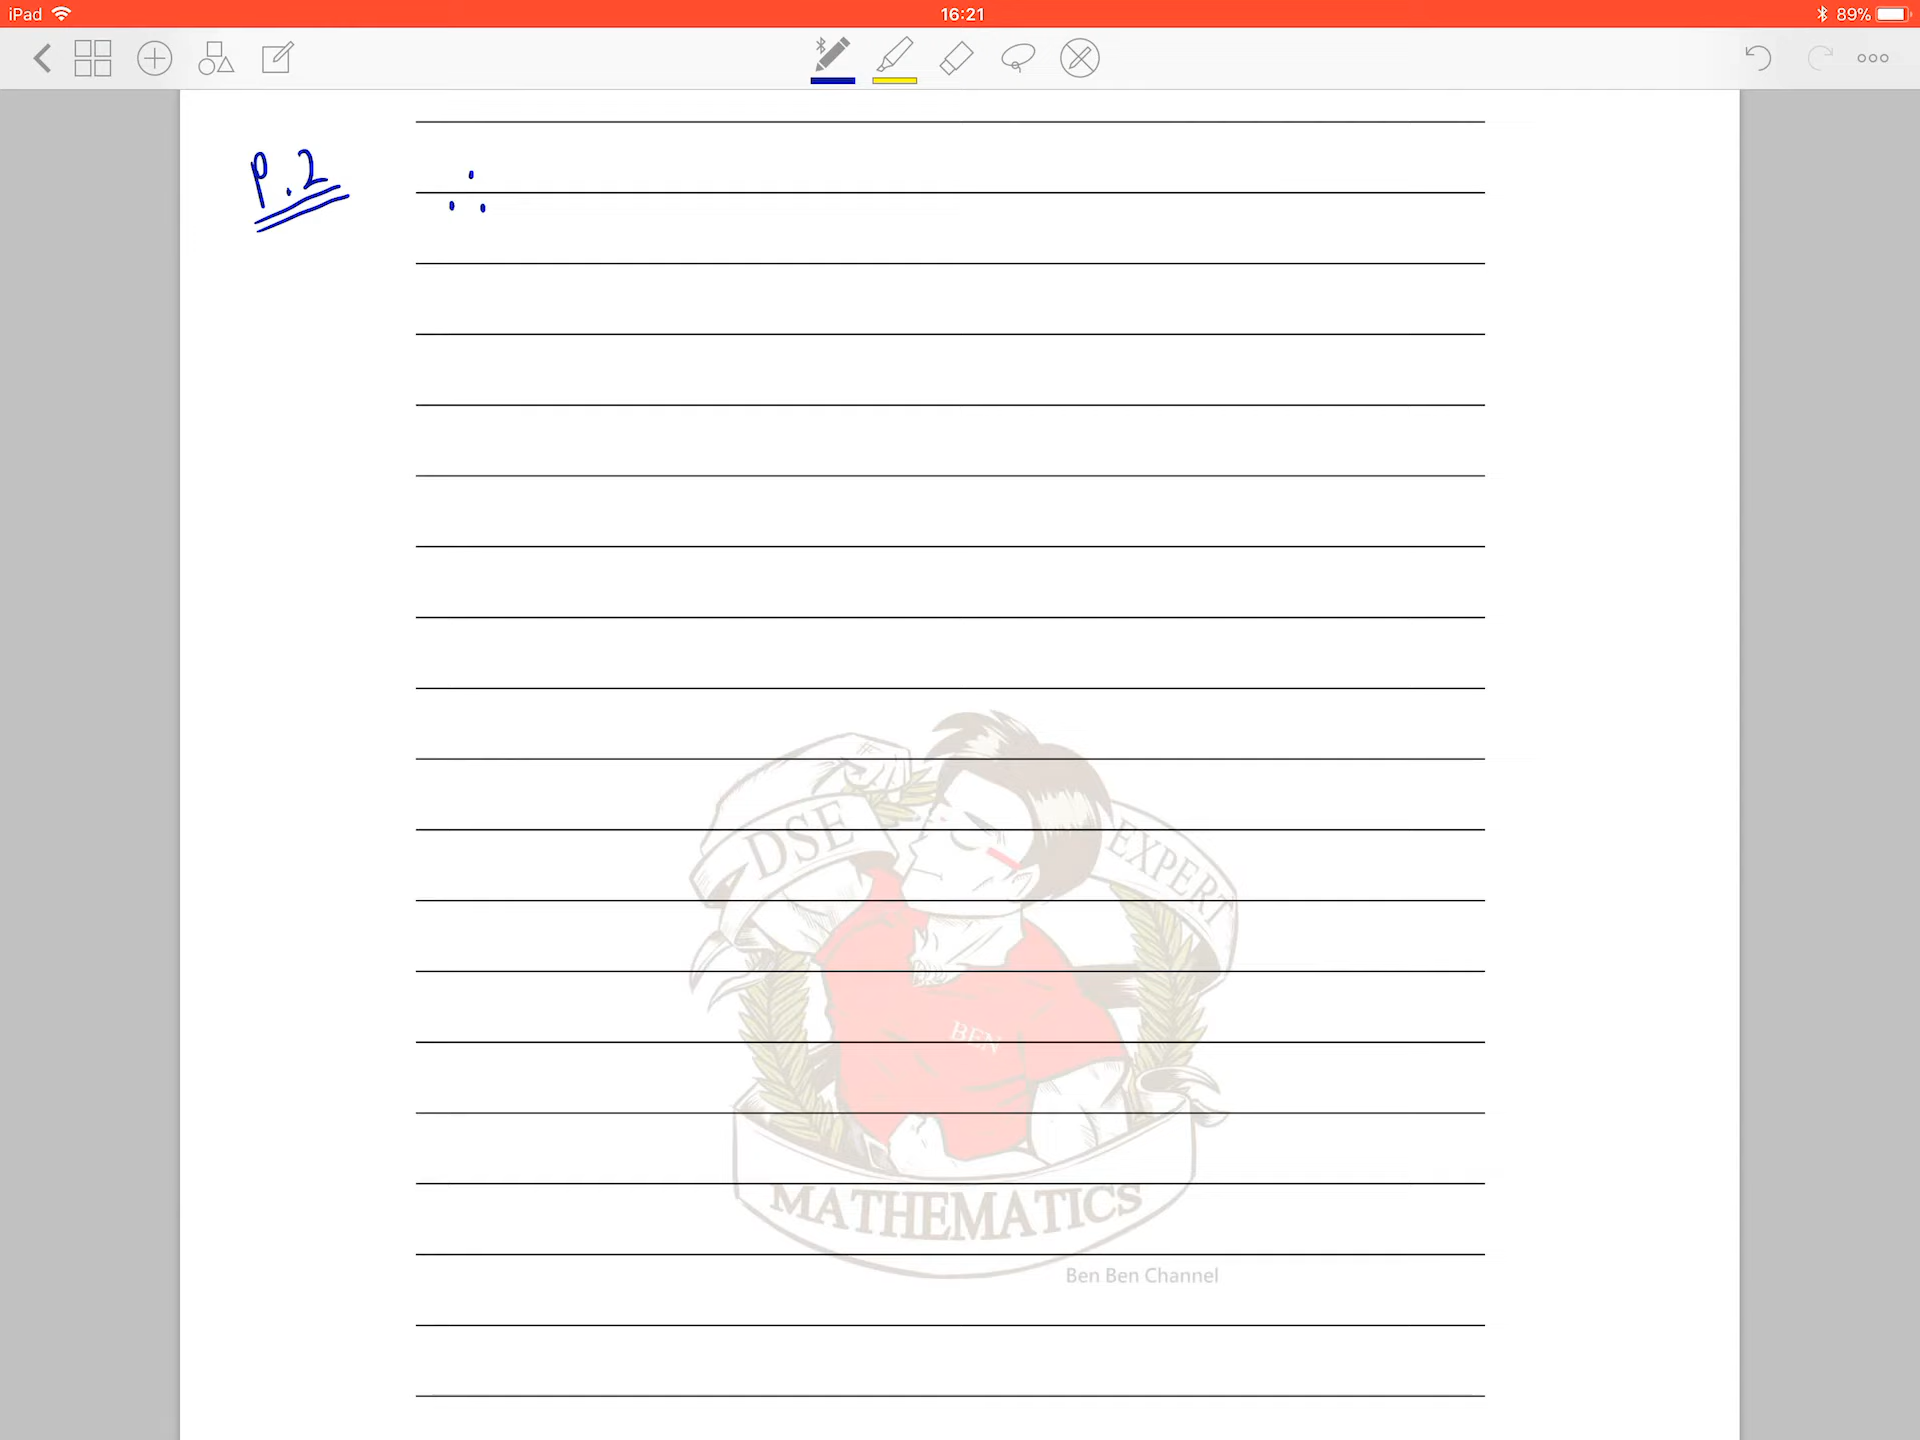 iPad 16:21 89%
P.2 ∴
DSE EXPERT
BEN
MATHEMATICS
Ben Ben Channel